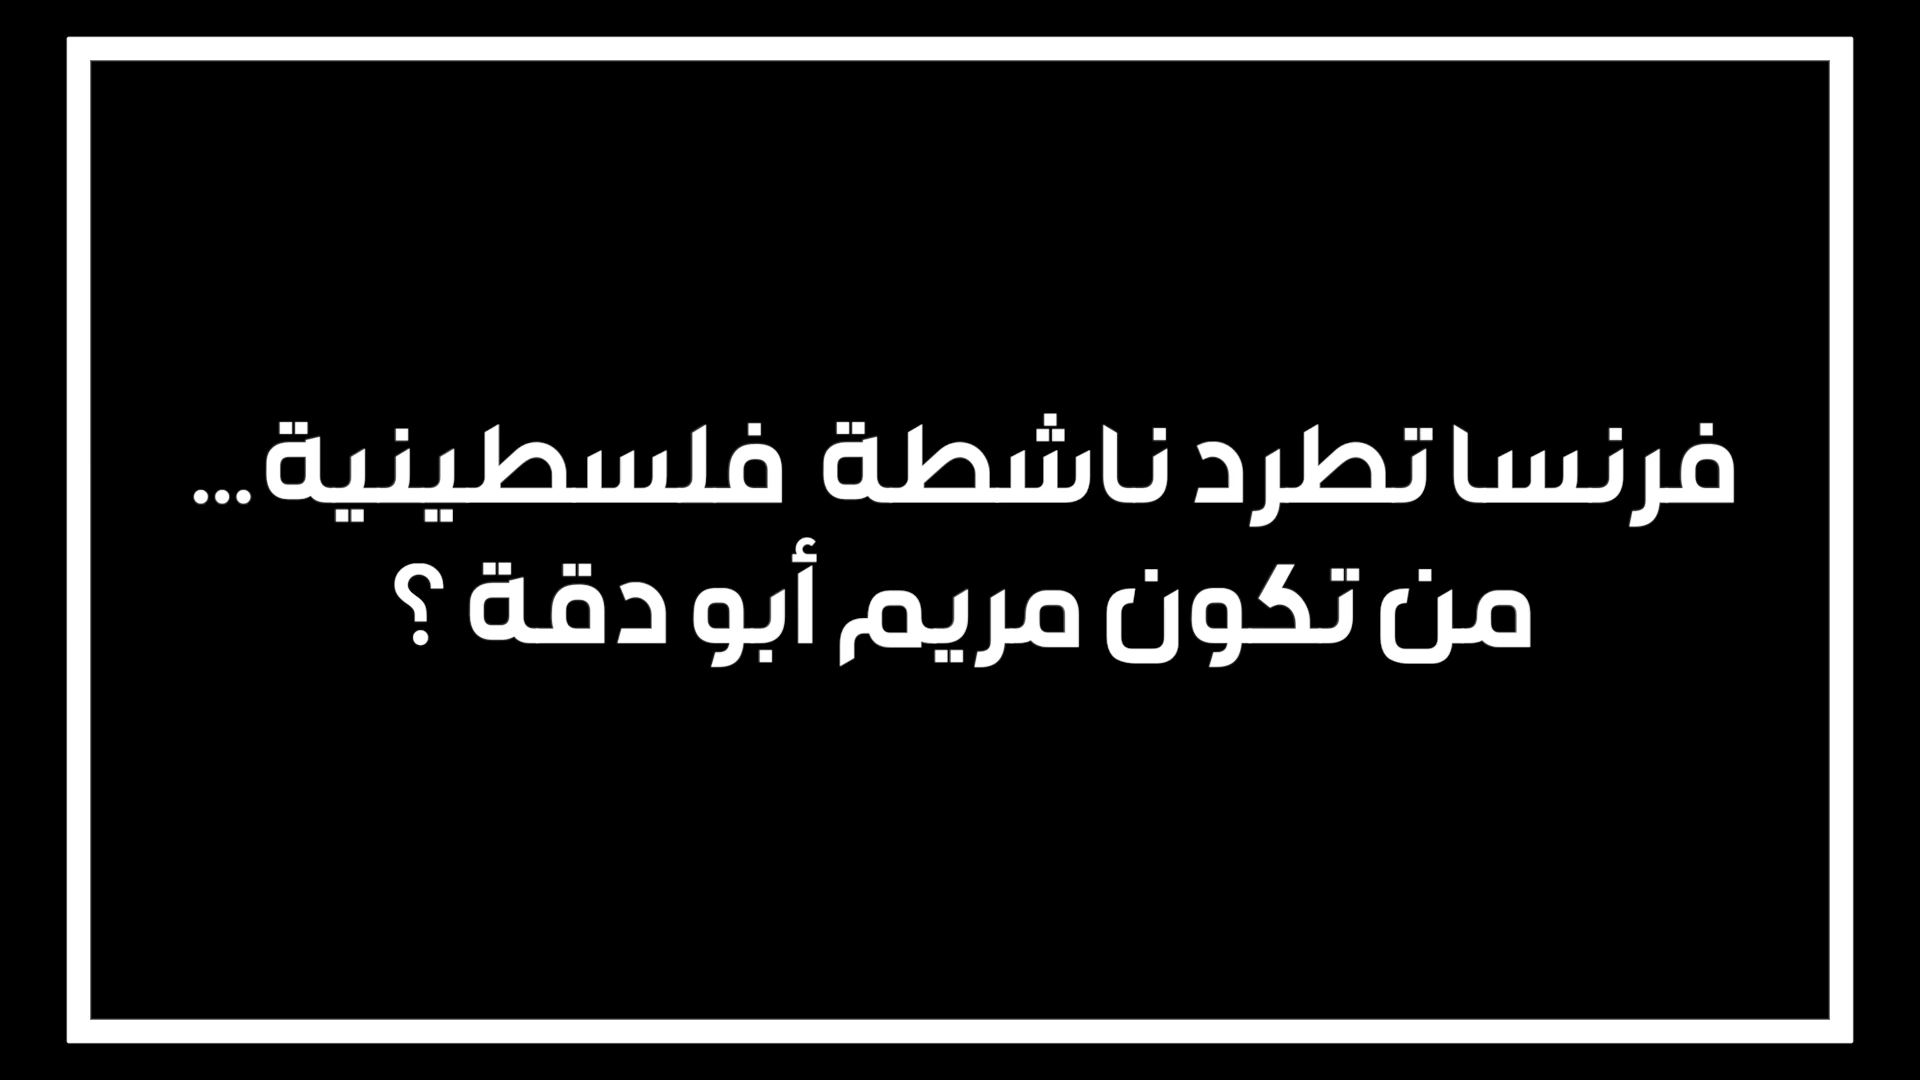 فرنسا تطرد ناشطة فلسطينية...
من تكون مريم أبو دقة ؟